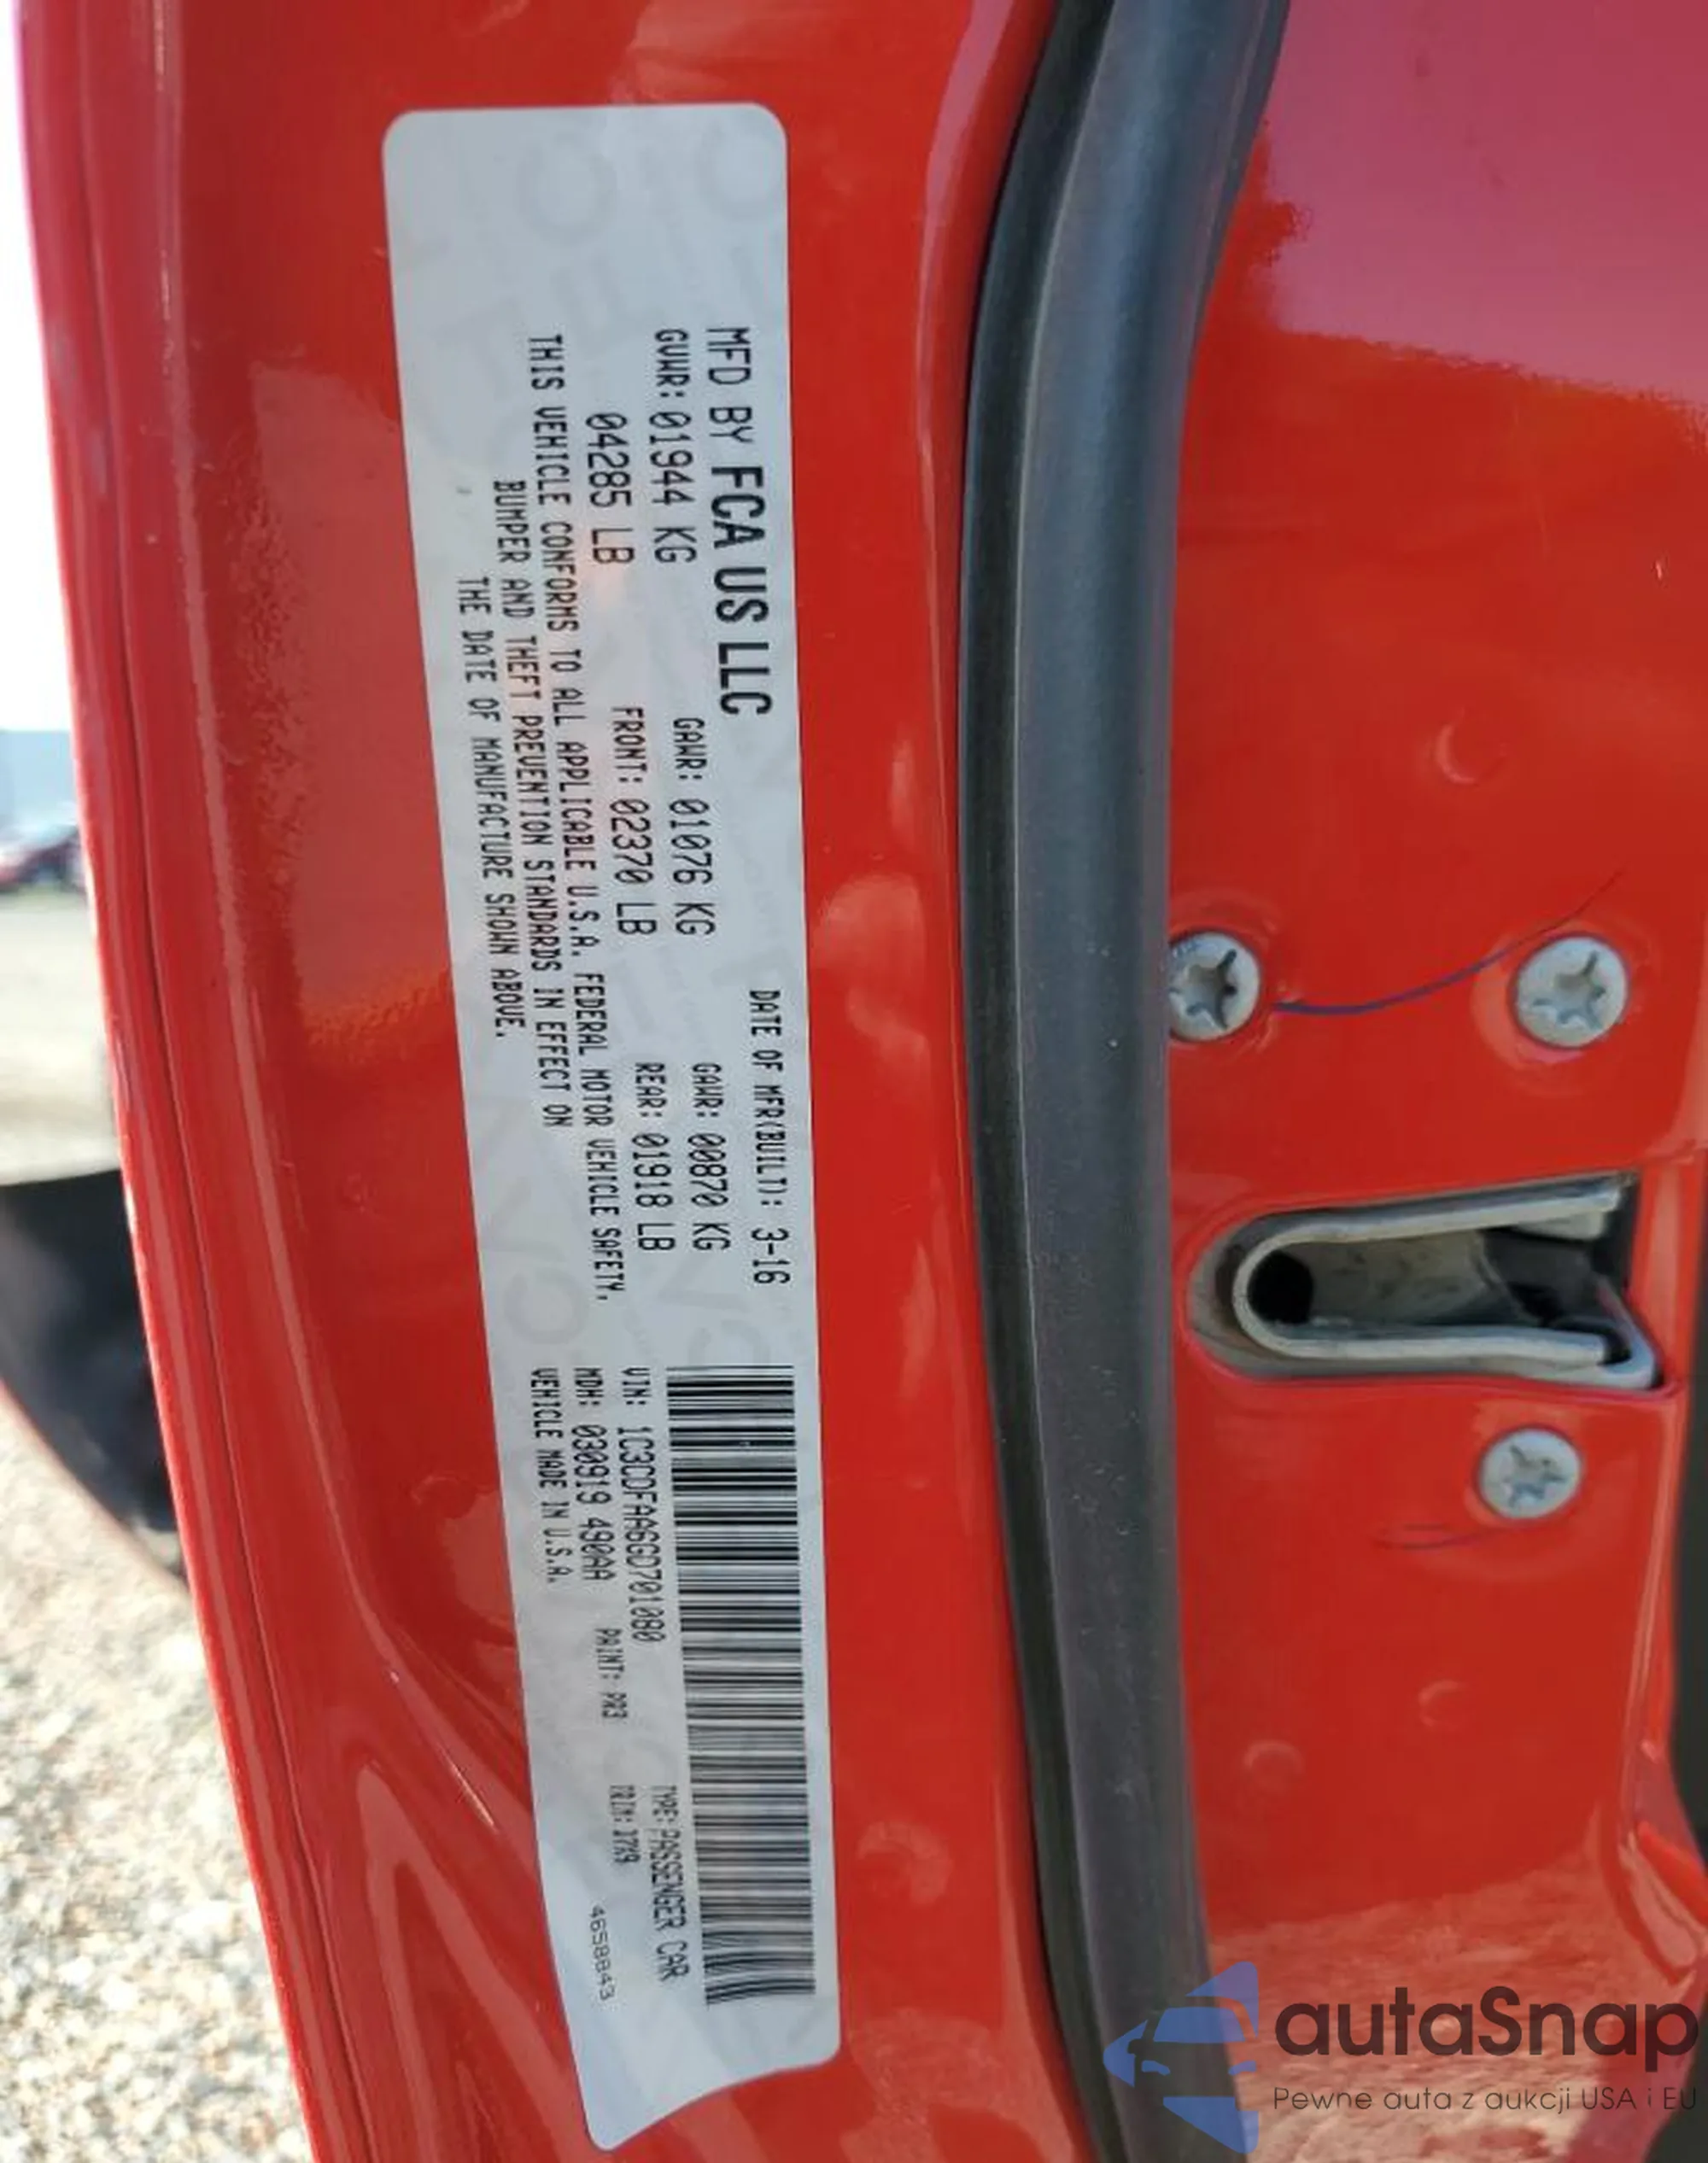 MFD BY FCA US LLC
DATE OF MFR(BUILT): 3-16
GVWR: 01944 KG
GAWR: 01076 KG
GAWR: 00870 KG
04285 LB
FRONT: 02370 LB
REAR: 01918 LB
THIS VEHICLE CONFORMS TO ALL APPLICABLE U.S.A. FEDERAL MOTOR VEHICLE SAFETY,
BUMPER AND THEFT PREVENTION STANDARDS IN EFFECT ON
THE DATE OF MANUFACTURE SHOWN ABOVE.
VIN: 1C3CDFAA6GD701080
TYPE: PASSENGER CAR
MDH: 030919 490AA
PAINT: PR3
TRIM: I7X9
VEHICLE MADE IN U.S.A.
4658843
autaSnap
Pewne auta z aukcji USA i EU